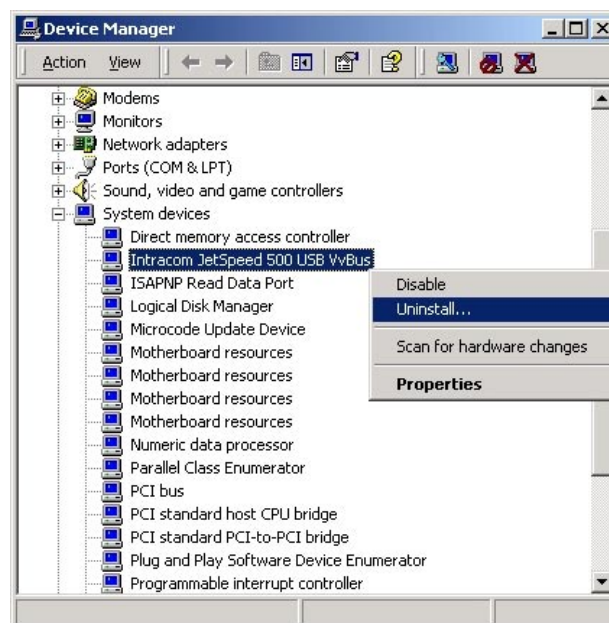 Device Manager
Action View
Modems
Monitors
Network adapters
Ports (COM & LPT)
Sound, video and game controllers
System devices
Direct memory access controller
Intracom JetSpeed 500 USB VvBus
ISAPNP Read Data Port
Logical Disk Manager
Microcode Update Device
Motherboard resources
Motherboard resources
Motherboard resources
Motherboard resources
Numeric data processor
Parallel Class Enumerator
PCI bus
PCI standard host CPU bridge
PCI standard PCI-to-PCI bridge
Plug and Play Software Device Enumerator
Programmable interrupt controller
Disable
Uninstall...
Scan for hardware changes
Properties